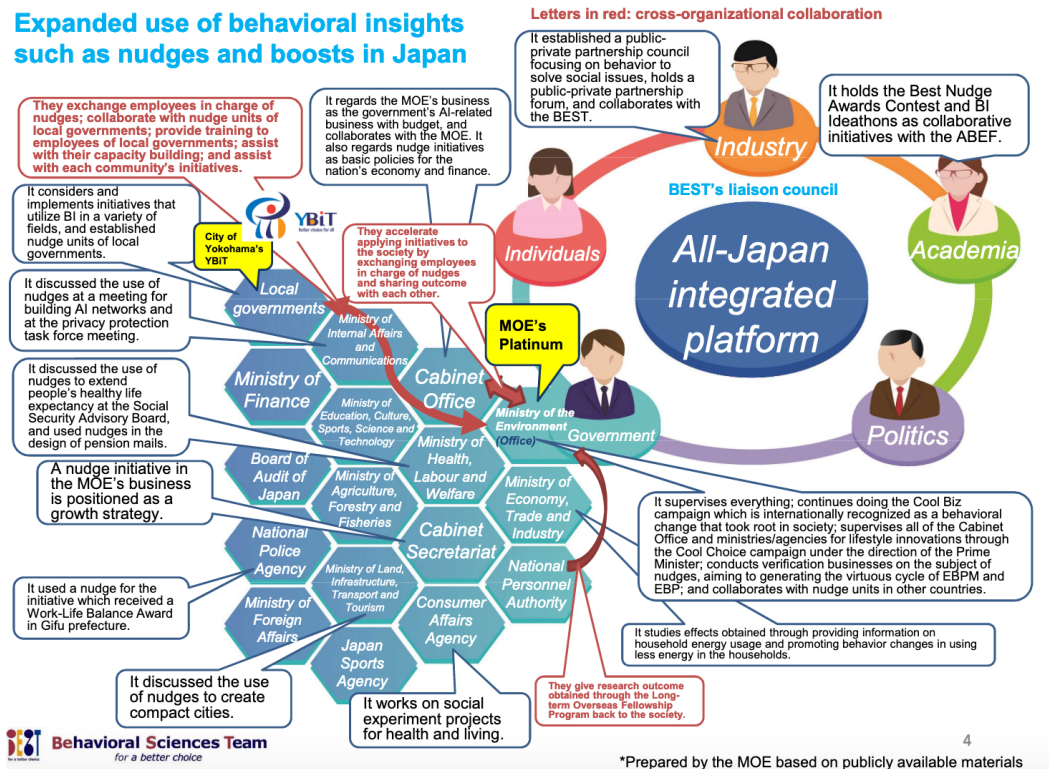 Expanded use of behavioral insights
such as nudges and boosts in Japan
Letters in red: cross-organizational collaboration
It established a public-
private partnership council
focusing on behavior to
solve social issues, holds a
public-private partnership
forum, and collaborates with
the BEST.
It holds the Best Nudge
Awards Contest and BI
Ideathons as collaborative
initiatives with the ABEF.
They exchange employees in charge of
nudges; collaborate with nudge units of
local governments; provide training to
employees of local governments; assist
with their capacity building; and assist
with each community's initiatives.
It regards the MOE's business
as the government's AI-related
business with budget, and
collaborates with the MOE. It
also regards nudge initiatives
as basic policies for the
nation's economy and finance.
It considers and
implements initiatives that
utilize BI in a variety of
fields, and established
nudge units of local
governments.
YBiT
better choice for all
City of
Yokohama's
YBiT
They accelerate
applying initiatives to
the society by
exchanging employees
in charge of nudges
and sharing outcome
with each other.
BEST's liaison council
All-Japan
integrated
platform
Industry
Individuals
Academia
Politics
Government
MOE's
Platinum
It discussed the use of
nudges at a meeting for
building AI networks and
at the privacy protection
task force meeting.
It discussed the use of
nudges to extend
people's healthy life
expectancy at the Social
Security Advisory Board,
and used nudges in the
design of pension mails.
A nudge initiative in
the MOE's business
is positioned as a
growth strategy.
It used a nudge for the
initiative which received a
Work-Life Balance Award
in Gifu prefecture.
Local
governments
Ministry of
Internal Affairs
and
Communications
Ministry of
Finance
Cabinet
Office
Ministry of
Education, Culture,
Sports, Science and
Technology
Ministry of the
Environment
(Office)
Ministry of
Health,
Labour and
Welfare
Board of
Audit of
Japan
Ministry of
Agriculture,
Forestry and
Fisheries
Ministry of
Economy,
Trade and
Industry
National
Police
Agency
Cabinet
Secretariat
Ministry of Land,
Infrastructure,
Transport and
Tourism
National
Personnel
Authority
Ministry of
Foreign
Affairs
Consumer
Affairs
Agency
Japan
Sports
Agency
It supervises everything; continues doing the Cool Biz
campaign which is internationally recognized as a behavioral
change that took root in society; supervises all of the Cabinet
Office and ministries/agencies for lifestyle innovations through
the Cool Choice campaign under the direction of the Prime
Minister; conducts verification businesses on the subject of
nudges, aiming to generating the virtuous cycle of EBPM and
EBP; and collaborates with nudge units in other countries.
It studies effects obtained through providing information on
household energy usage and promoting behavior changes in using
less energy in the households.
It discussed the use
of nudges to create
compact cities.
It works on social
experiment projects
for health and living.
They give research outcome
obtained through the Long-
term Overseas Fellowship
Program back to the society.
BEST
for a better choice
Behavioral Sciences Team
for a better choice
4
*Prepared by the MOE based on publicly available materials